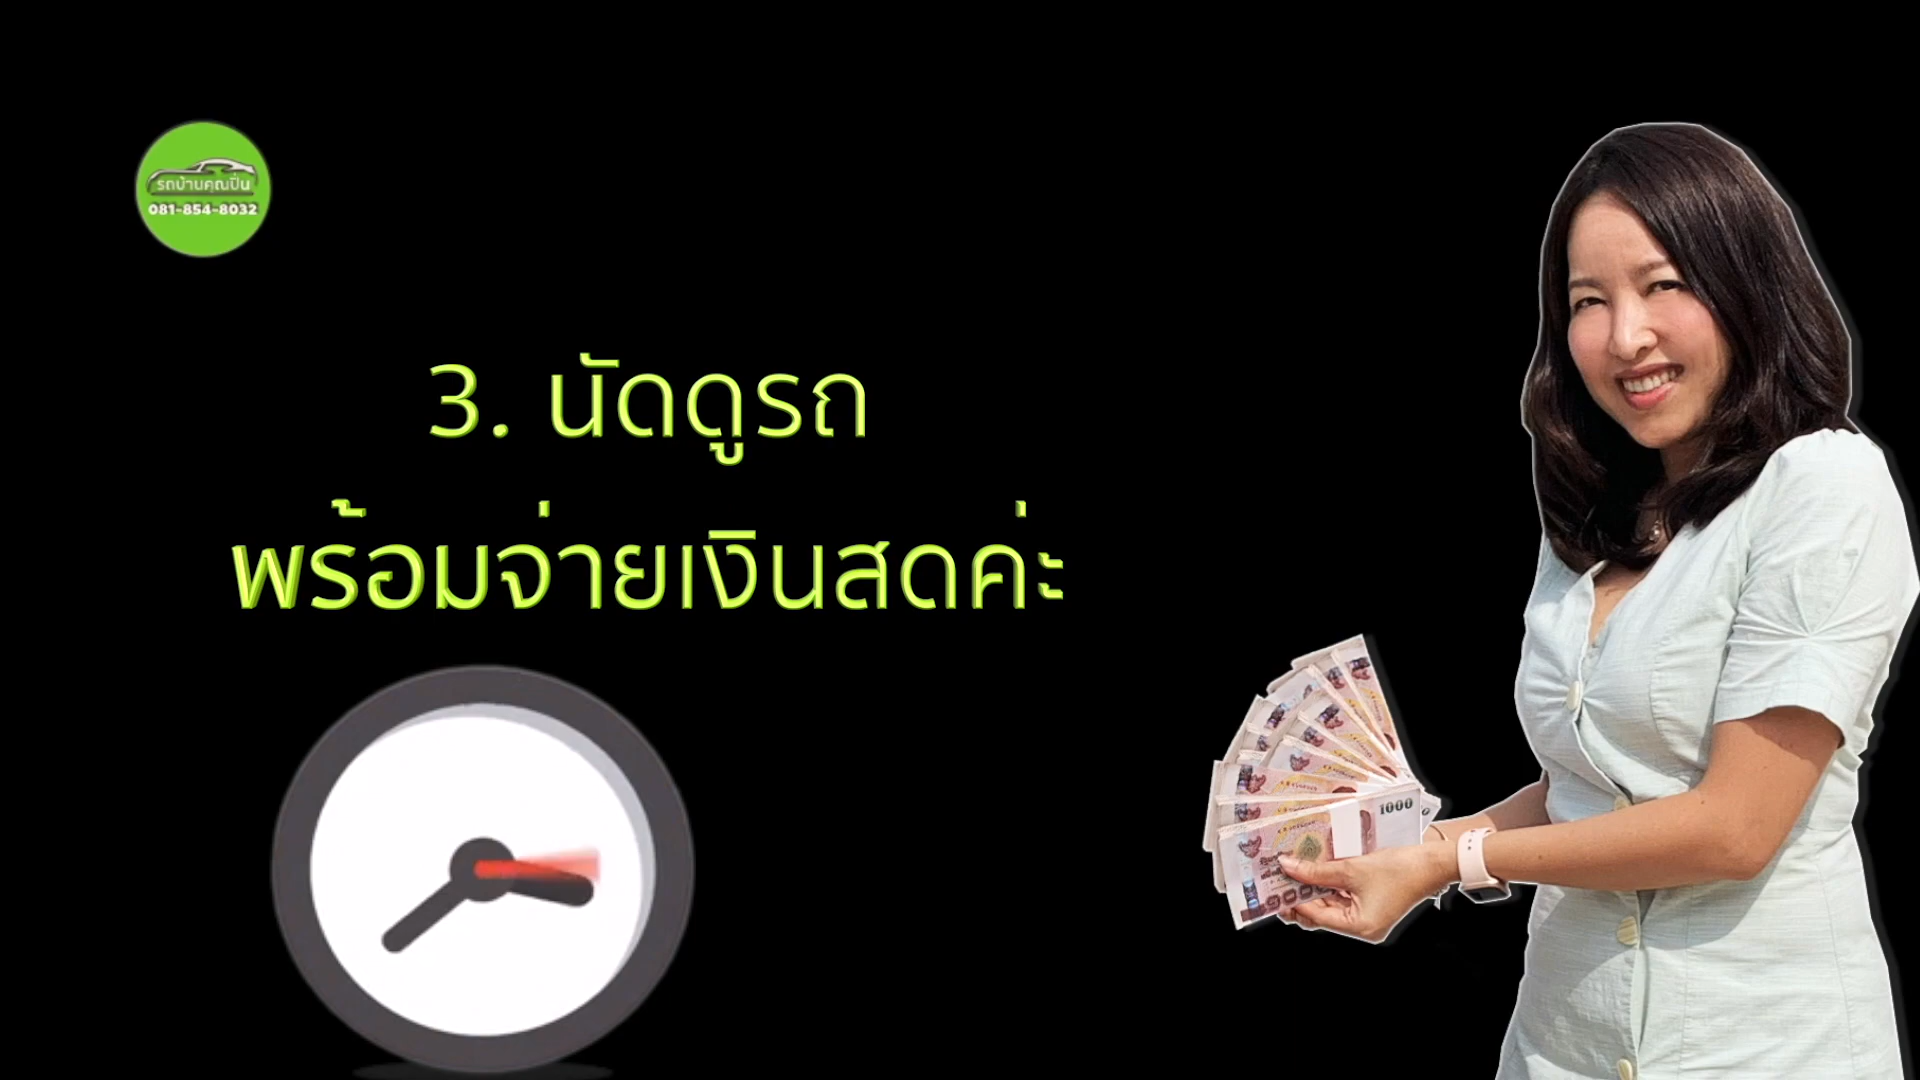 รถบ้านคุณปิ่น
081-854-8032
3. นัดดูรถ
พร้อมจ่ายเงินสดค่ะ
1000